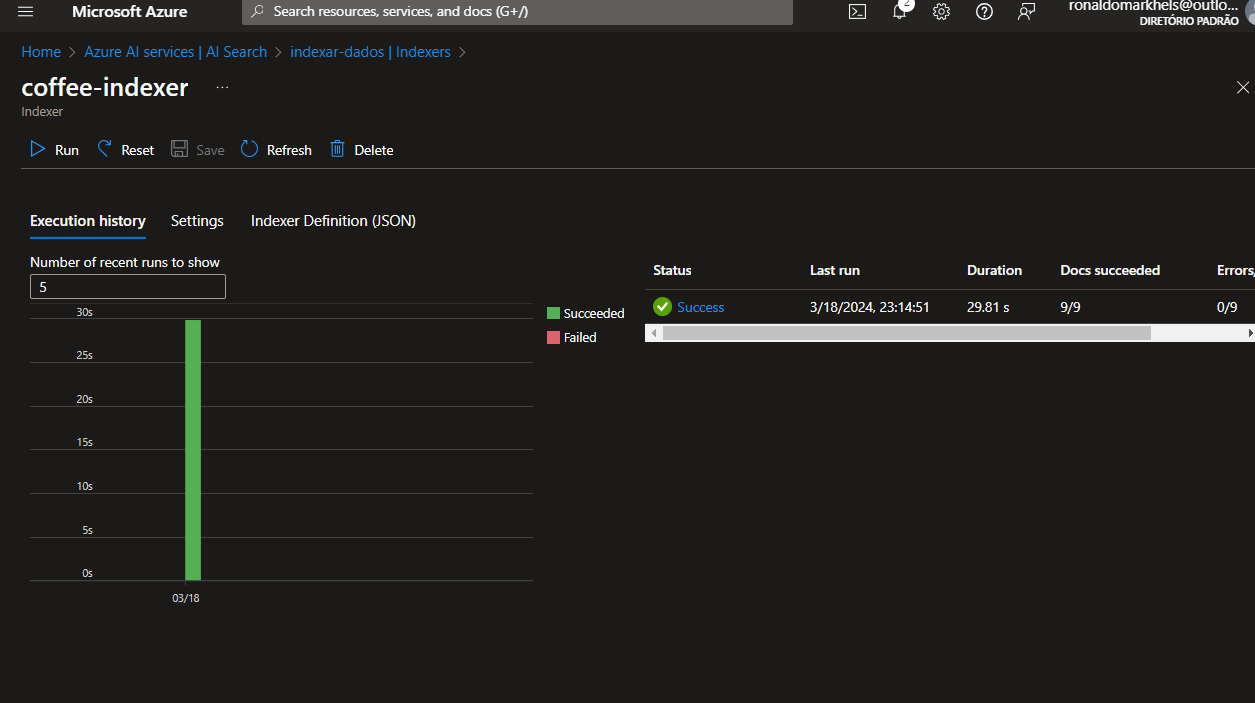 Microsoft Azure
Search resources, services, and docs (G+/)
2
ronaldomarkhels@outlo...
DIRETÓRIO PADRÃO
Home > Azure AI services | AI Search > indexar-dados | Indexers >
coffee-indexer ...
Indexer
Run Reset Save Refresh Delete
Execution history Settings Indexer Definition (JSON)
Number of recent runs to show
5
30s
25s
20s
15s
10s
5s
0s
03/18
Succeeded
Failed
Status Last run Duration Docs succeeded Errors,
Success 3/18/2024, 23:14:51 29.81 s 9/9 0/9